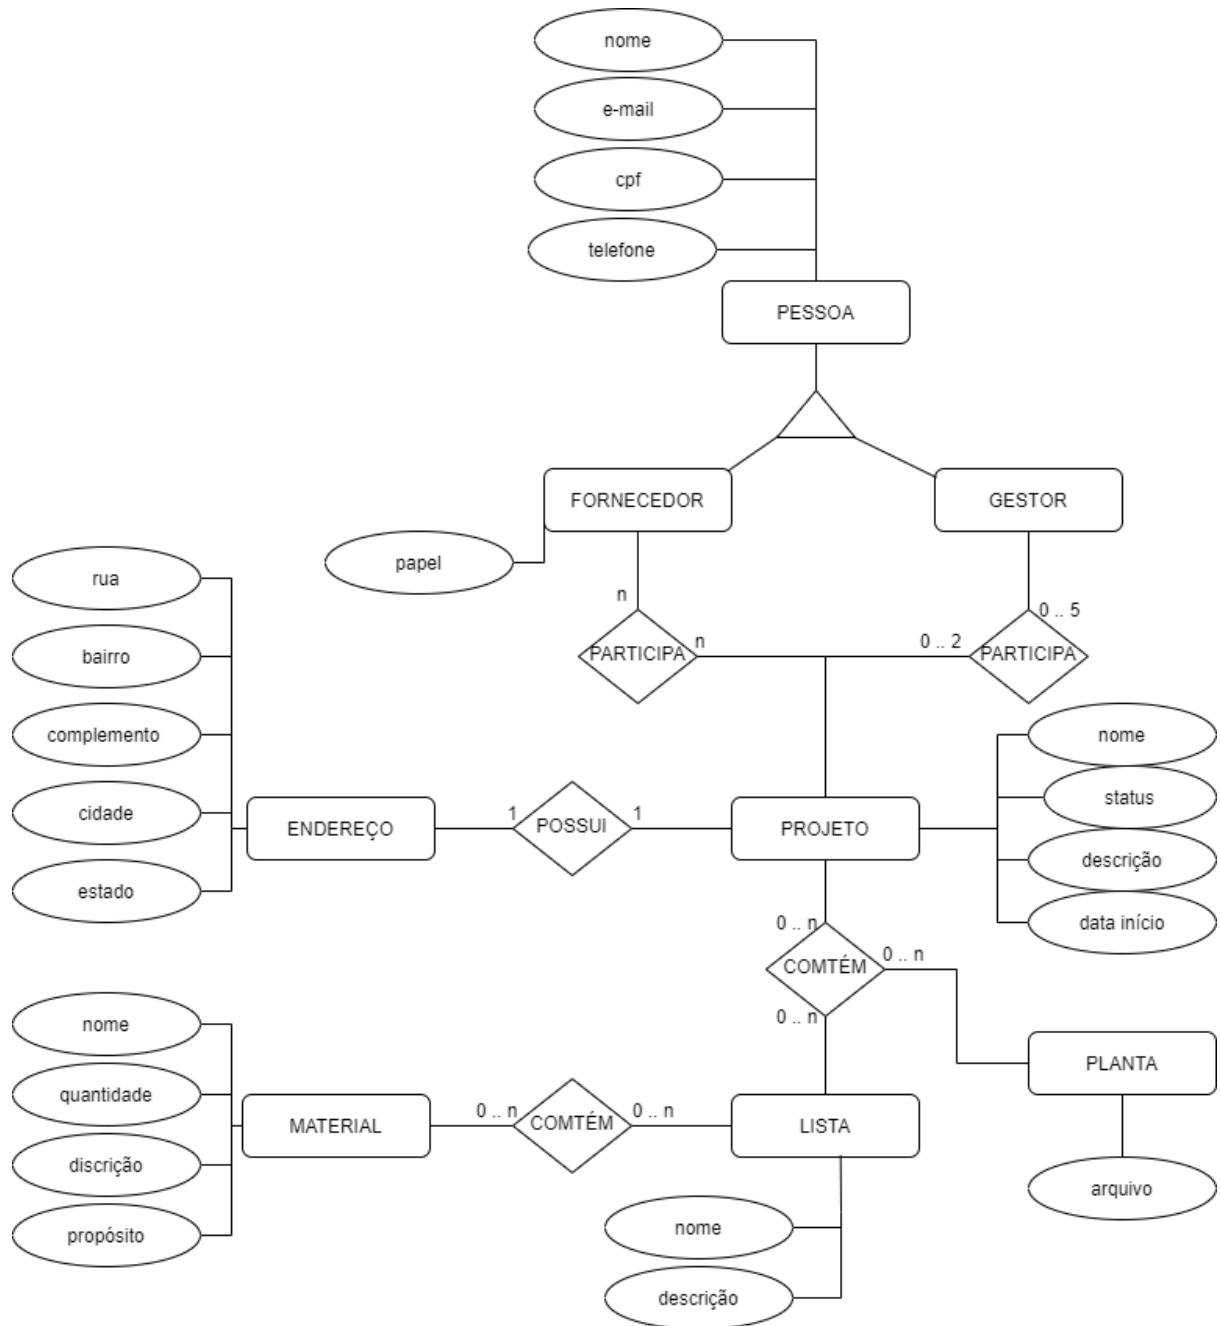 nome
e-mail
cpf
telefone
PESSOA
FORNECEDOR
GESTOR
papel
rua
n
0 .. 5
bairro
PARTICIPA
n
0 .. 2
PARTICIPA
complemento
nome
cidade
status
ENDEREÇO
1
POSSUI
1
PROJETO
descrição
estado
data início
0 .. n
COMTÉM
0 .. n
0 .. n
nome
quantidade
PLANTA
MATERIAL
0 .. n
COMTÉM
0 .. n
LISTA
discrição
arquivo
propósito
nome
descrição